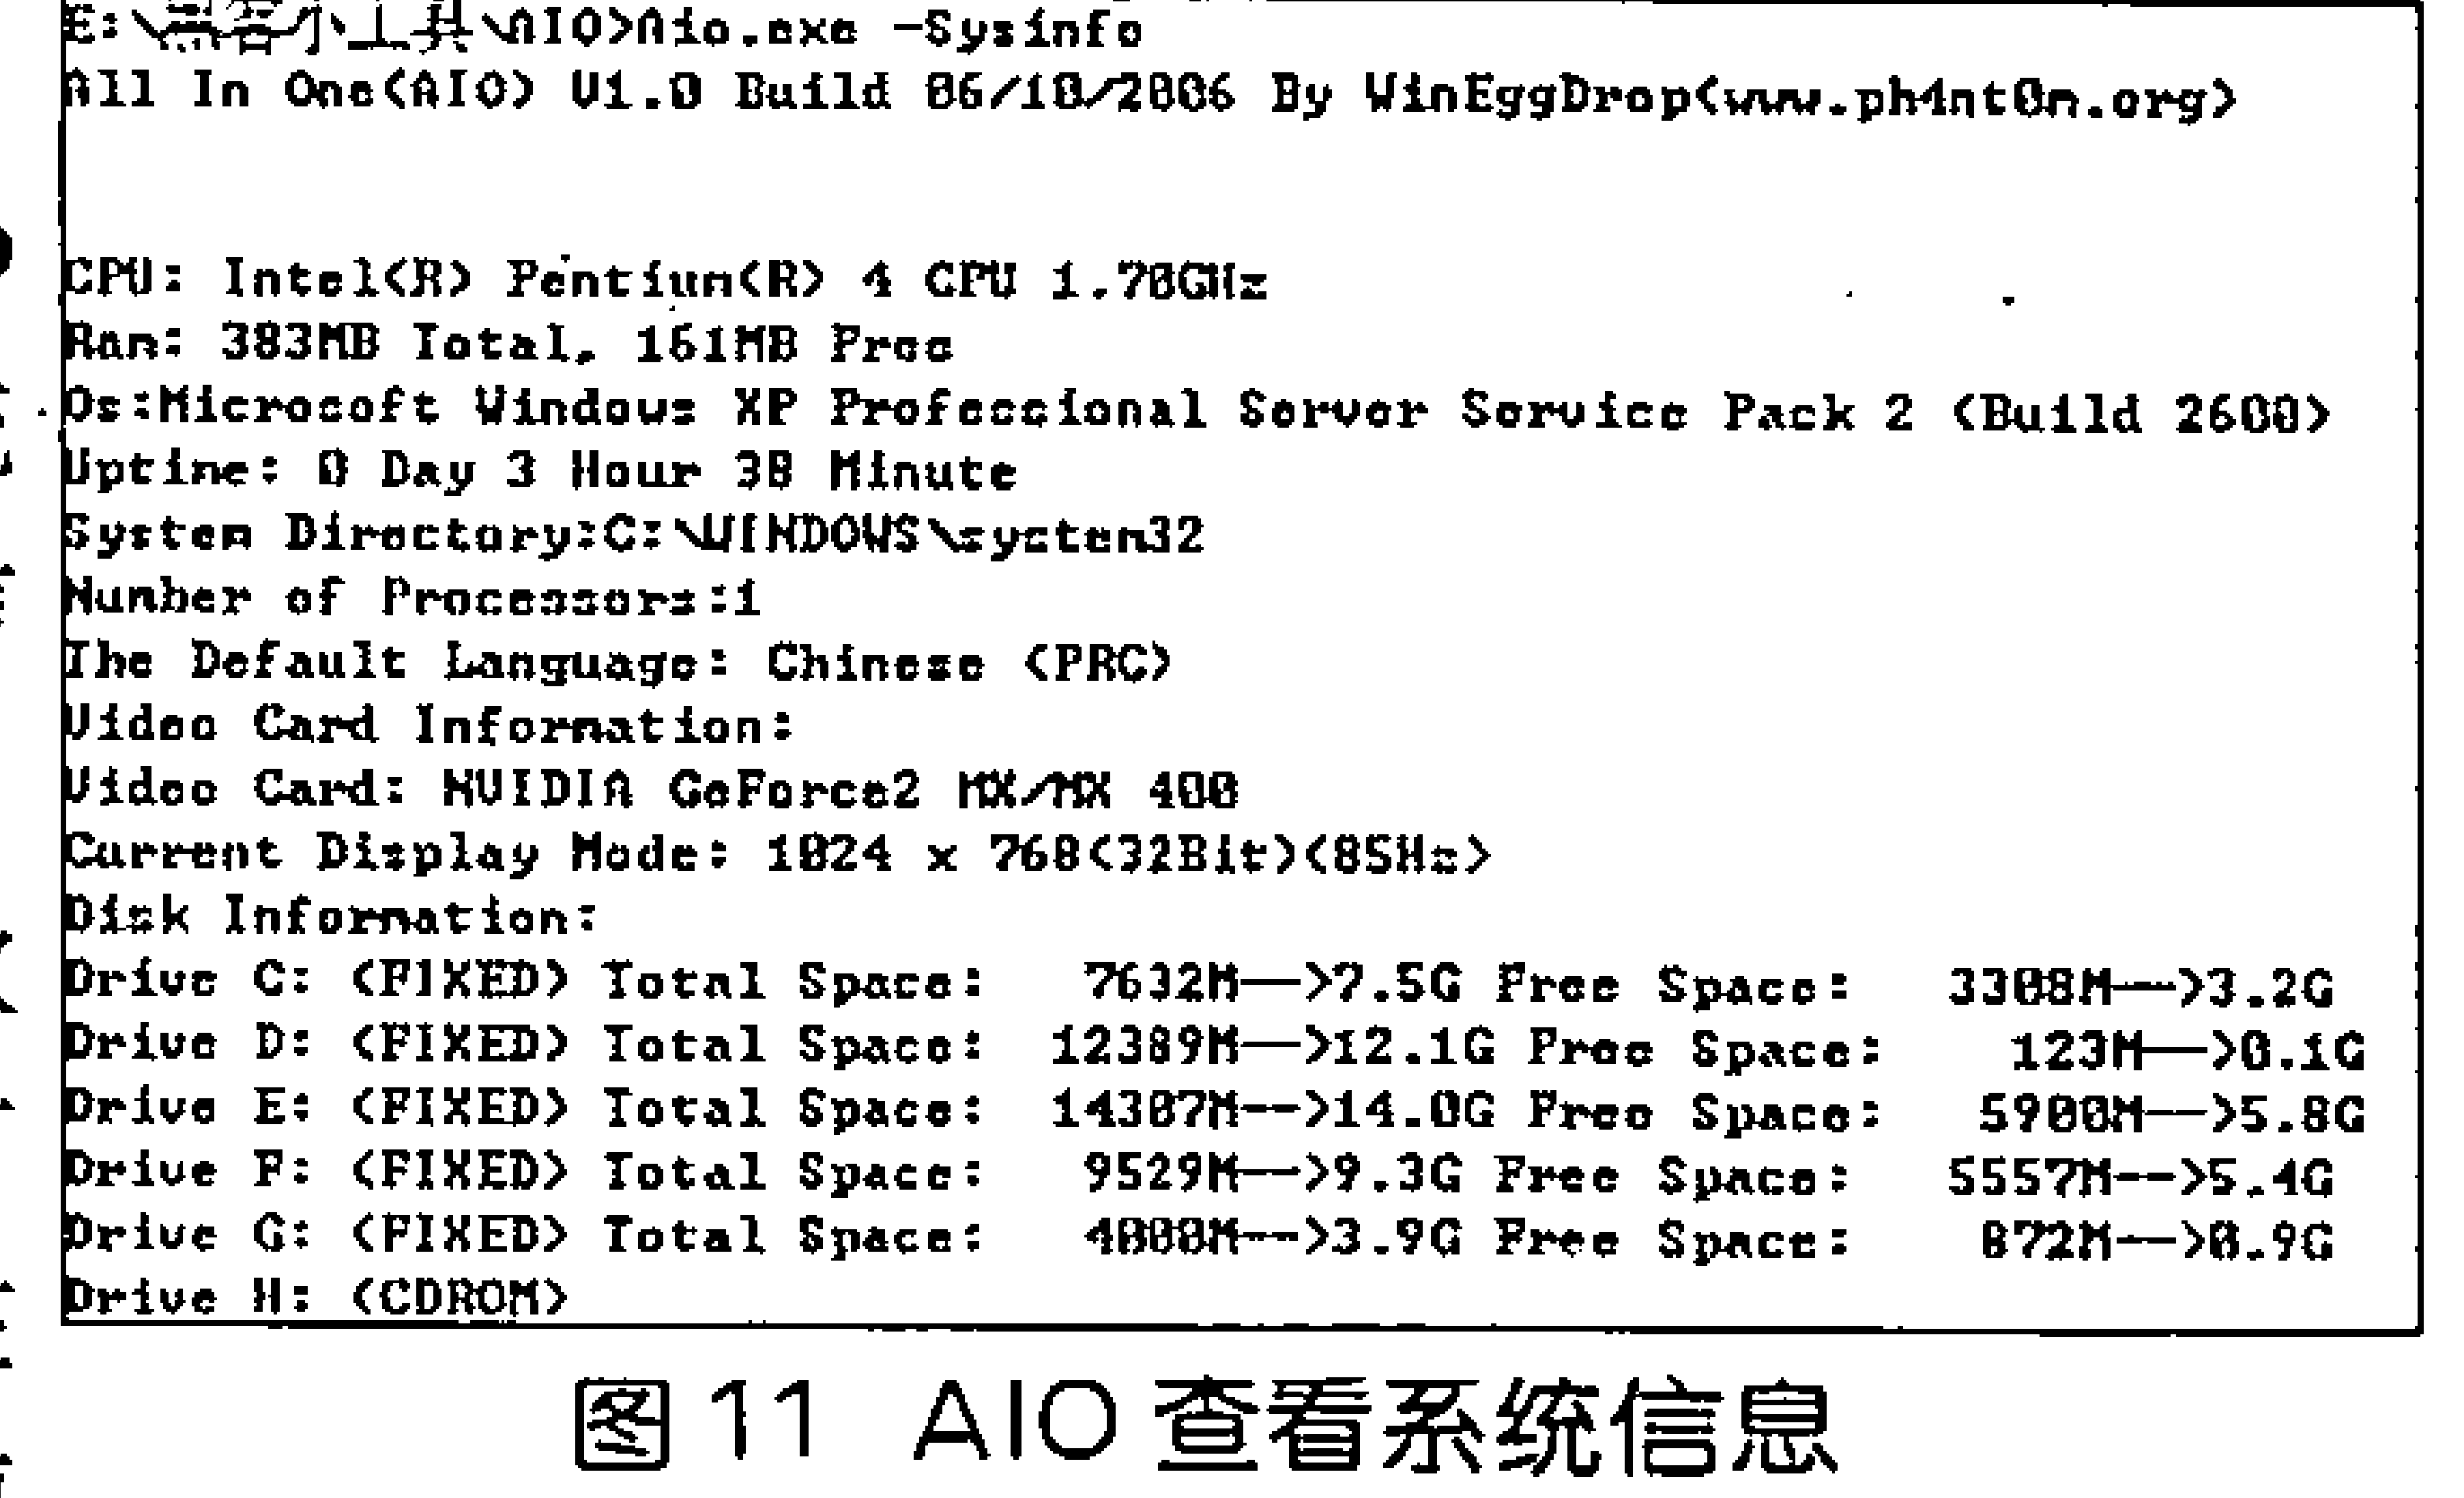 E:\黑客小工具\AIO>Aio.exe -Sysinfo
All In One(AIO) V1.0 Build 06/10/2006 By WinEggDrop(www.ph4nt0m.org)
CPU: Intel(R) Pentium(R) 4 CPU 1.70GHz
Ram: 383MB Total, 161MB Free
Os:Microsoft Windows XP Professional Server Service Pack 2 (Build 2600)
Uptime: 0 Day 3 Hour 38 Minute
System Directory:C:\WINDOWS\system32
Number of Processors:1
The Default Language: Chinese (PRC)
Video Card Information:
Video Card: NVIDIA GeForce2 MX/MX 400
Current Display Mode: 1024 x 768(32Bit)(85Hz)
Disk Information:
Drive C: (FIXED) Total Space: 7632M-->7.5G Free Space: 3308M-->3.2G
Drive D: (FIXED) Total Space: 12389M-->12.1G Free Space: 123M-->0.1G
Drive E: (FIXED) Total Space: 14307M-->14.0G Free Space: 5900M-->5.8G
Drive F: (FIXED) Total Space: 9529M-->9.3G Free Space: 5557M-->5.4G
Drive G: (FIXED) Total Space: 4000M-->3.9G Free Space: 872M-->0.9G
Drive H: (CDROM)
图 11 AIO 查看系统信息